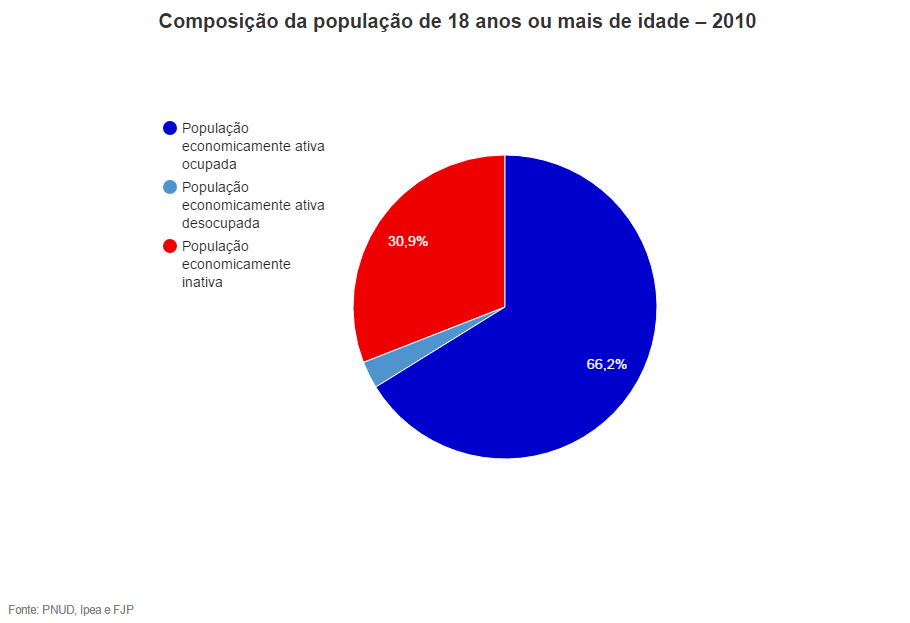 Composição da população de 18 anos ou mais de idade – 2010
População
economicamente ativa
ocupada
População
economicamente ativa
desocupada
População
economicamente
inativa
30,9%
66,2%
Fonte: PNUD, Ipea e FJP